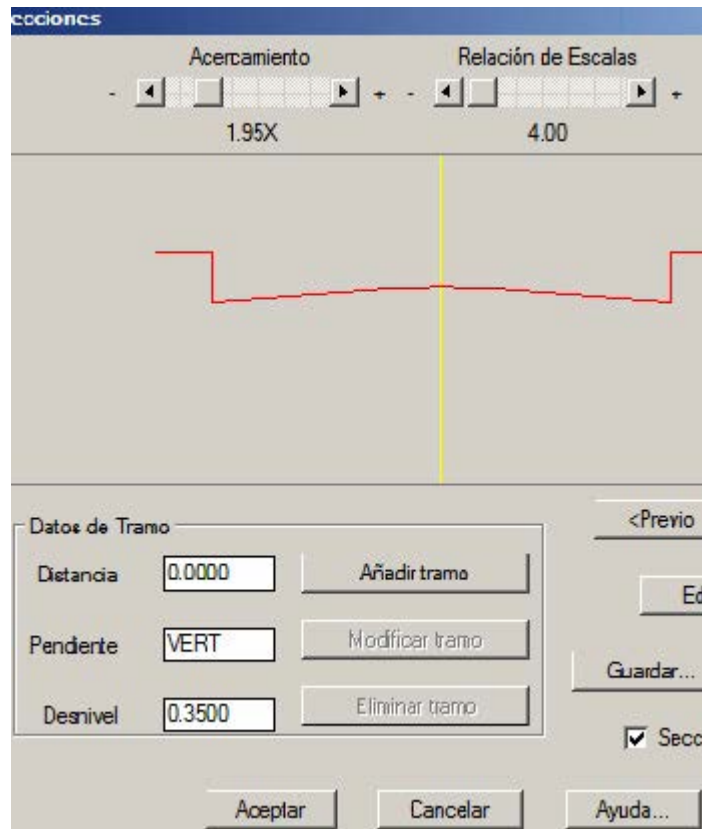 ecciones
Acercamiento
Relación de Escalas
- +
- +
1.95X
4.00
Datos de Tramo
<Previo
Distancia 0.0000
Añadir tramo
Ed
Pendiente VERT
Modificar tramo
Guardar...
Desnivel 0.3500
Eliminar tramo
Secc
Aceptar
Cancelar
Ayuda...